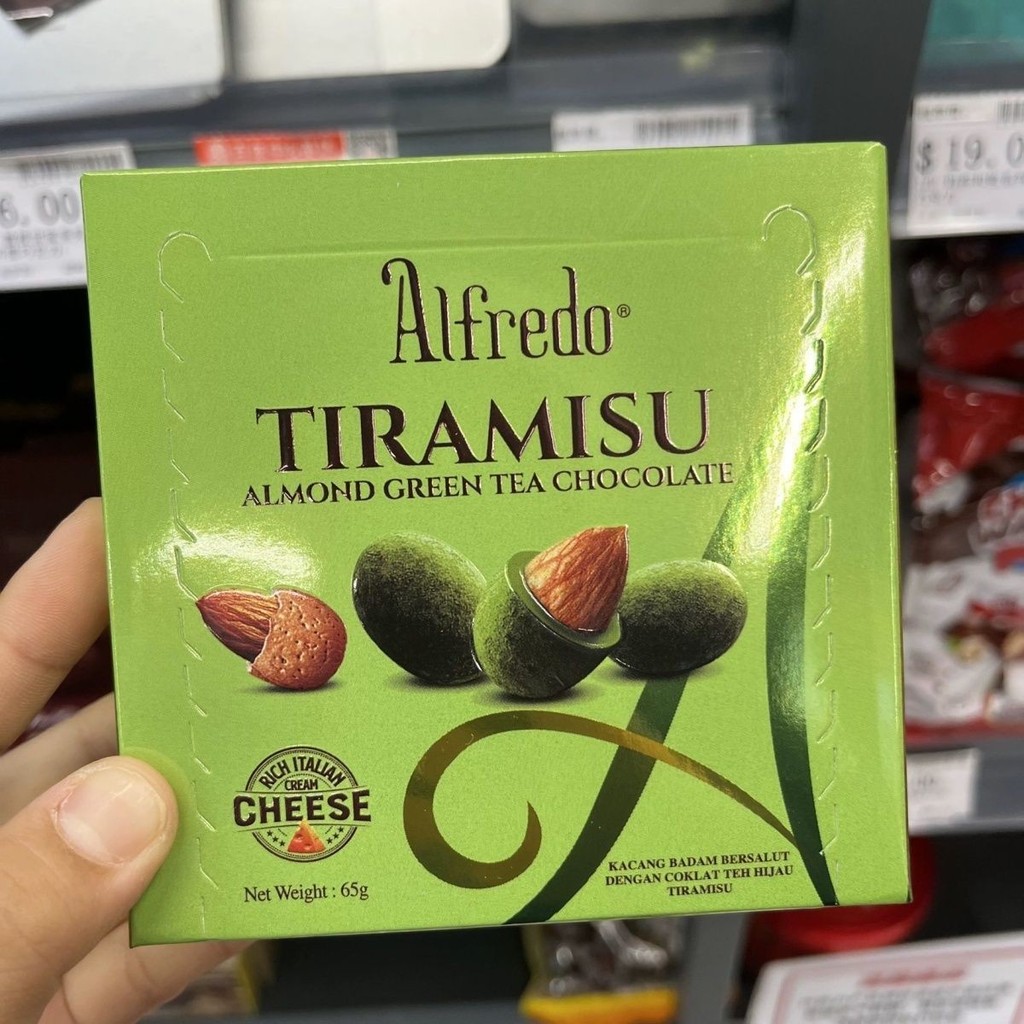 Alfredo®
TIRAMISU
ALMOND GREEN TEA CHOCOLATE
RICH ITALIAN
CREAM
CHEESE
Net Weight : 65g
KACANG BADAM BERSALUT
DENGAN COKLAT TEH HIJAU
TIRAMISU
6.00
$ 19.0